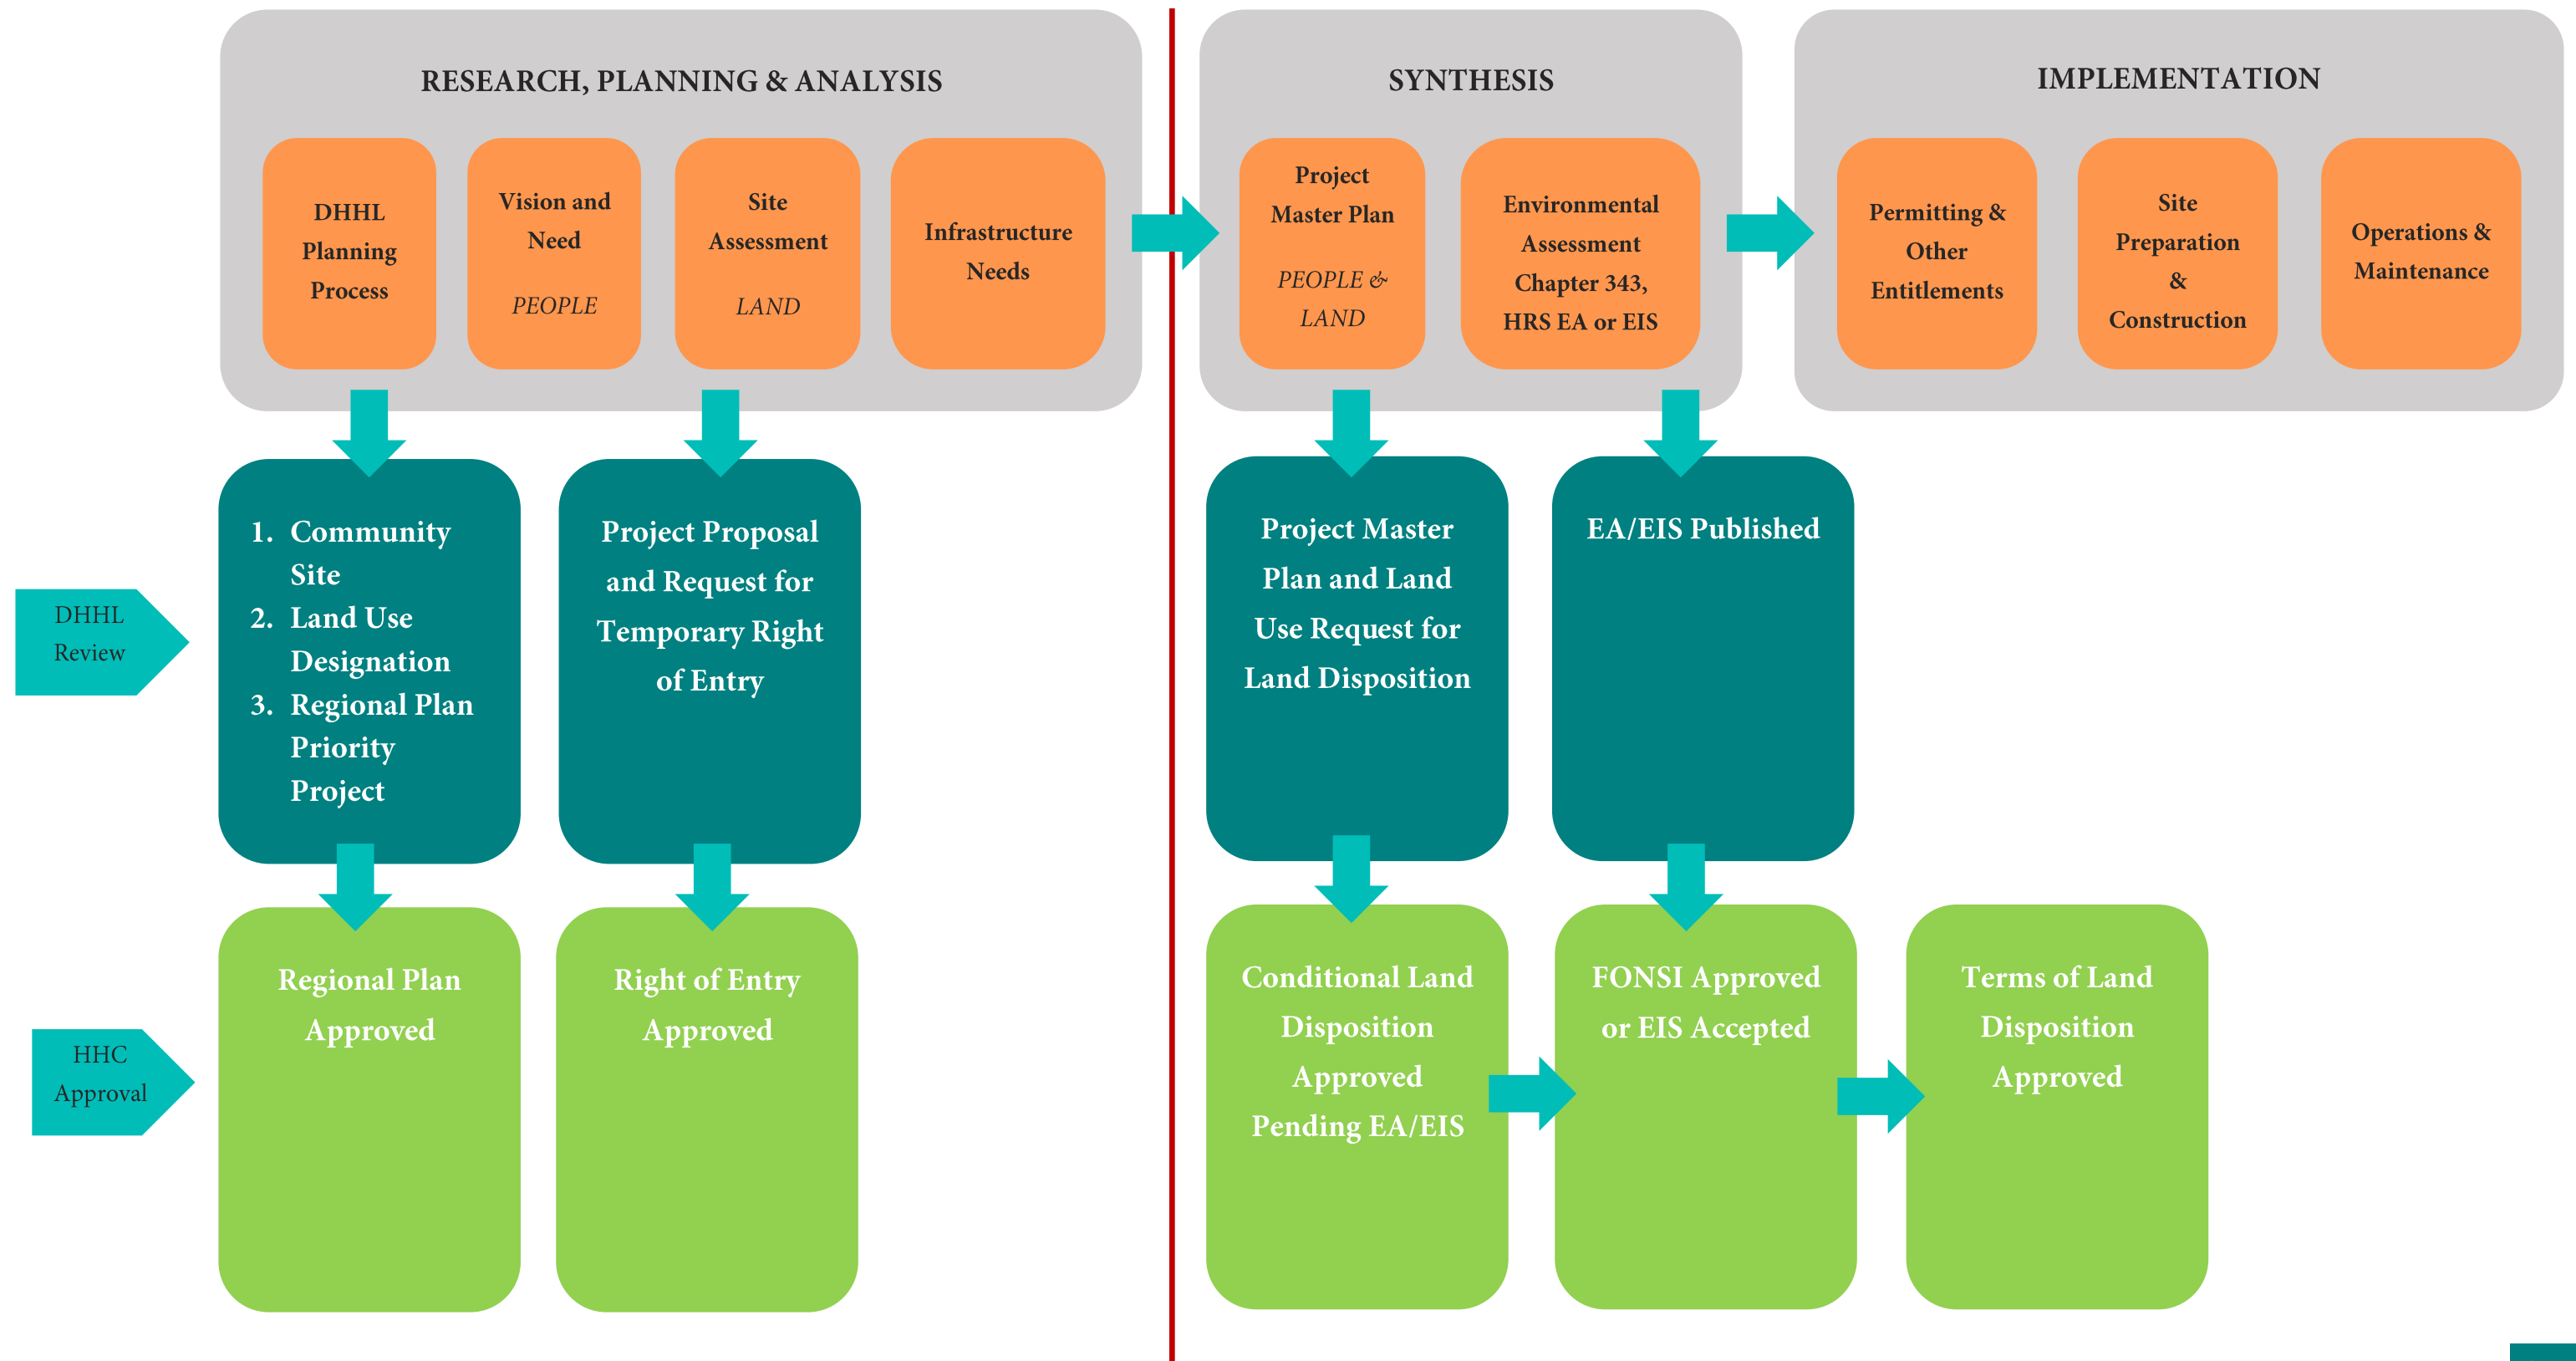 RESEARCH, PLANNING & ANALYSIS
DHHL
Planning
Process
Vision and
Need
PEOPLE
Site
Assessment
LAND
Infrastructure
Needs
SYNTHESIS
Project
Master Plan
PEOPLE &
LAND
Environmental
Assessment
Chapter 343,
HRS EA or EIS
IMPLEMENTATION
Permitting &
Other
Entitlements
Site
Preparation
&
Construction
Operations &
Maintenance
DHHL
Review
1. Community
Site
2. Land Use
Designation
3. Regional Plan
Priority
Project
Project Proposal
and Request for
Temporary Right
of Entry
Project Master
Plan and Land
Use Request for
Land Disposition
EA/EIS Published
HHC
Approval
Regional Plan
Approved
Right of Entry
Approved
Conditional Land
Disposition
Approved
Pending EA/EIS
FONSI Approved
or EIS Accepted
Terms of Land
Disposition
Approved